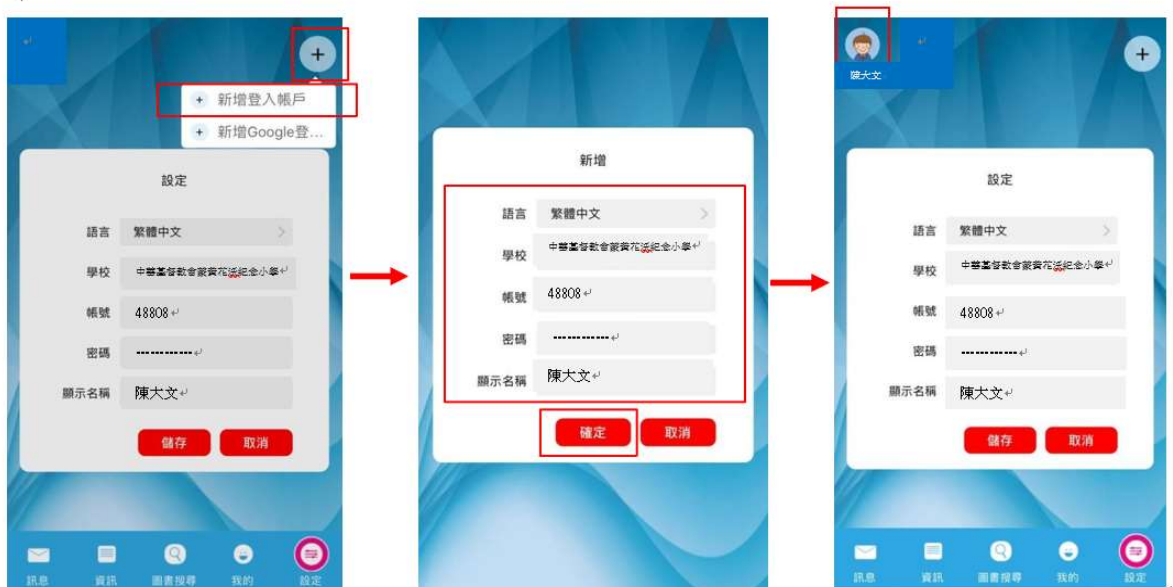 +
+ 新增登入帳戶
+ 新增Google登...
設定
語言 繁體中文 >
學校 中華基督教會蒙黃花沃紀念小學
帳號 48808
密碼 ------------
顯示名稱 陳大文
儲存 取消
訊息 資訊 圖書搜尋 我的 設定
新增
語言 繁體中文 >
學校 中華基督教會蒙黃花沃紀念小學
帳號 48808
密碼 ------------
顯示名稱 陳大文
確定 取消
陳大文
+
設定
語言 繁體中文 >
學校 中華基督教會蒙黃花沃紀念小學
帳號 48808
密碼 ------------
顯示名稱 陳大文
儲存 取消
訊息 資訊 圖書搜尋 我的 設定